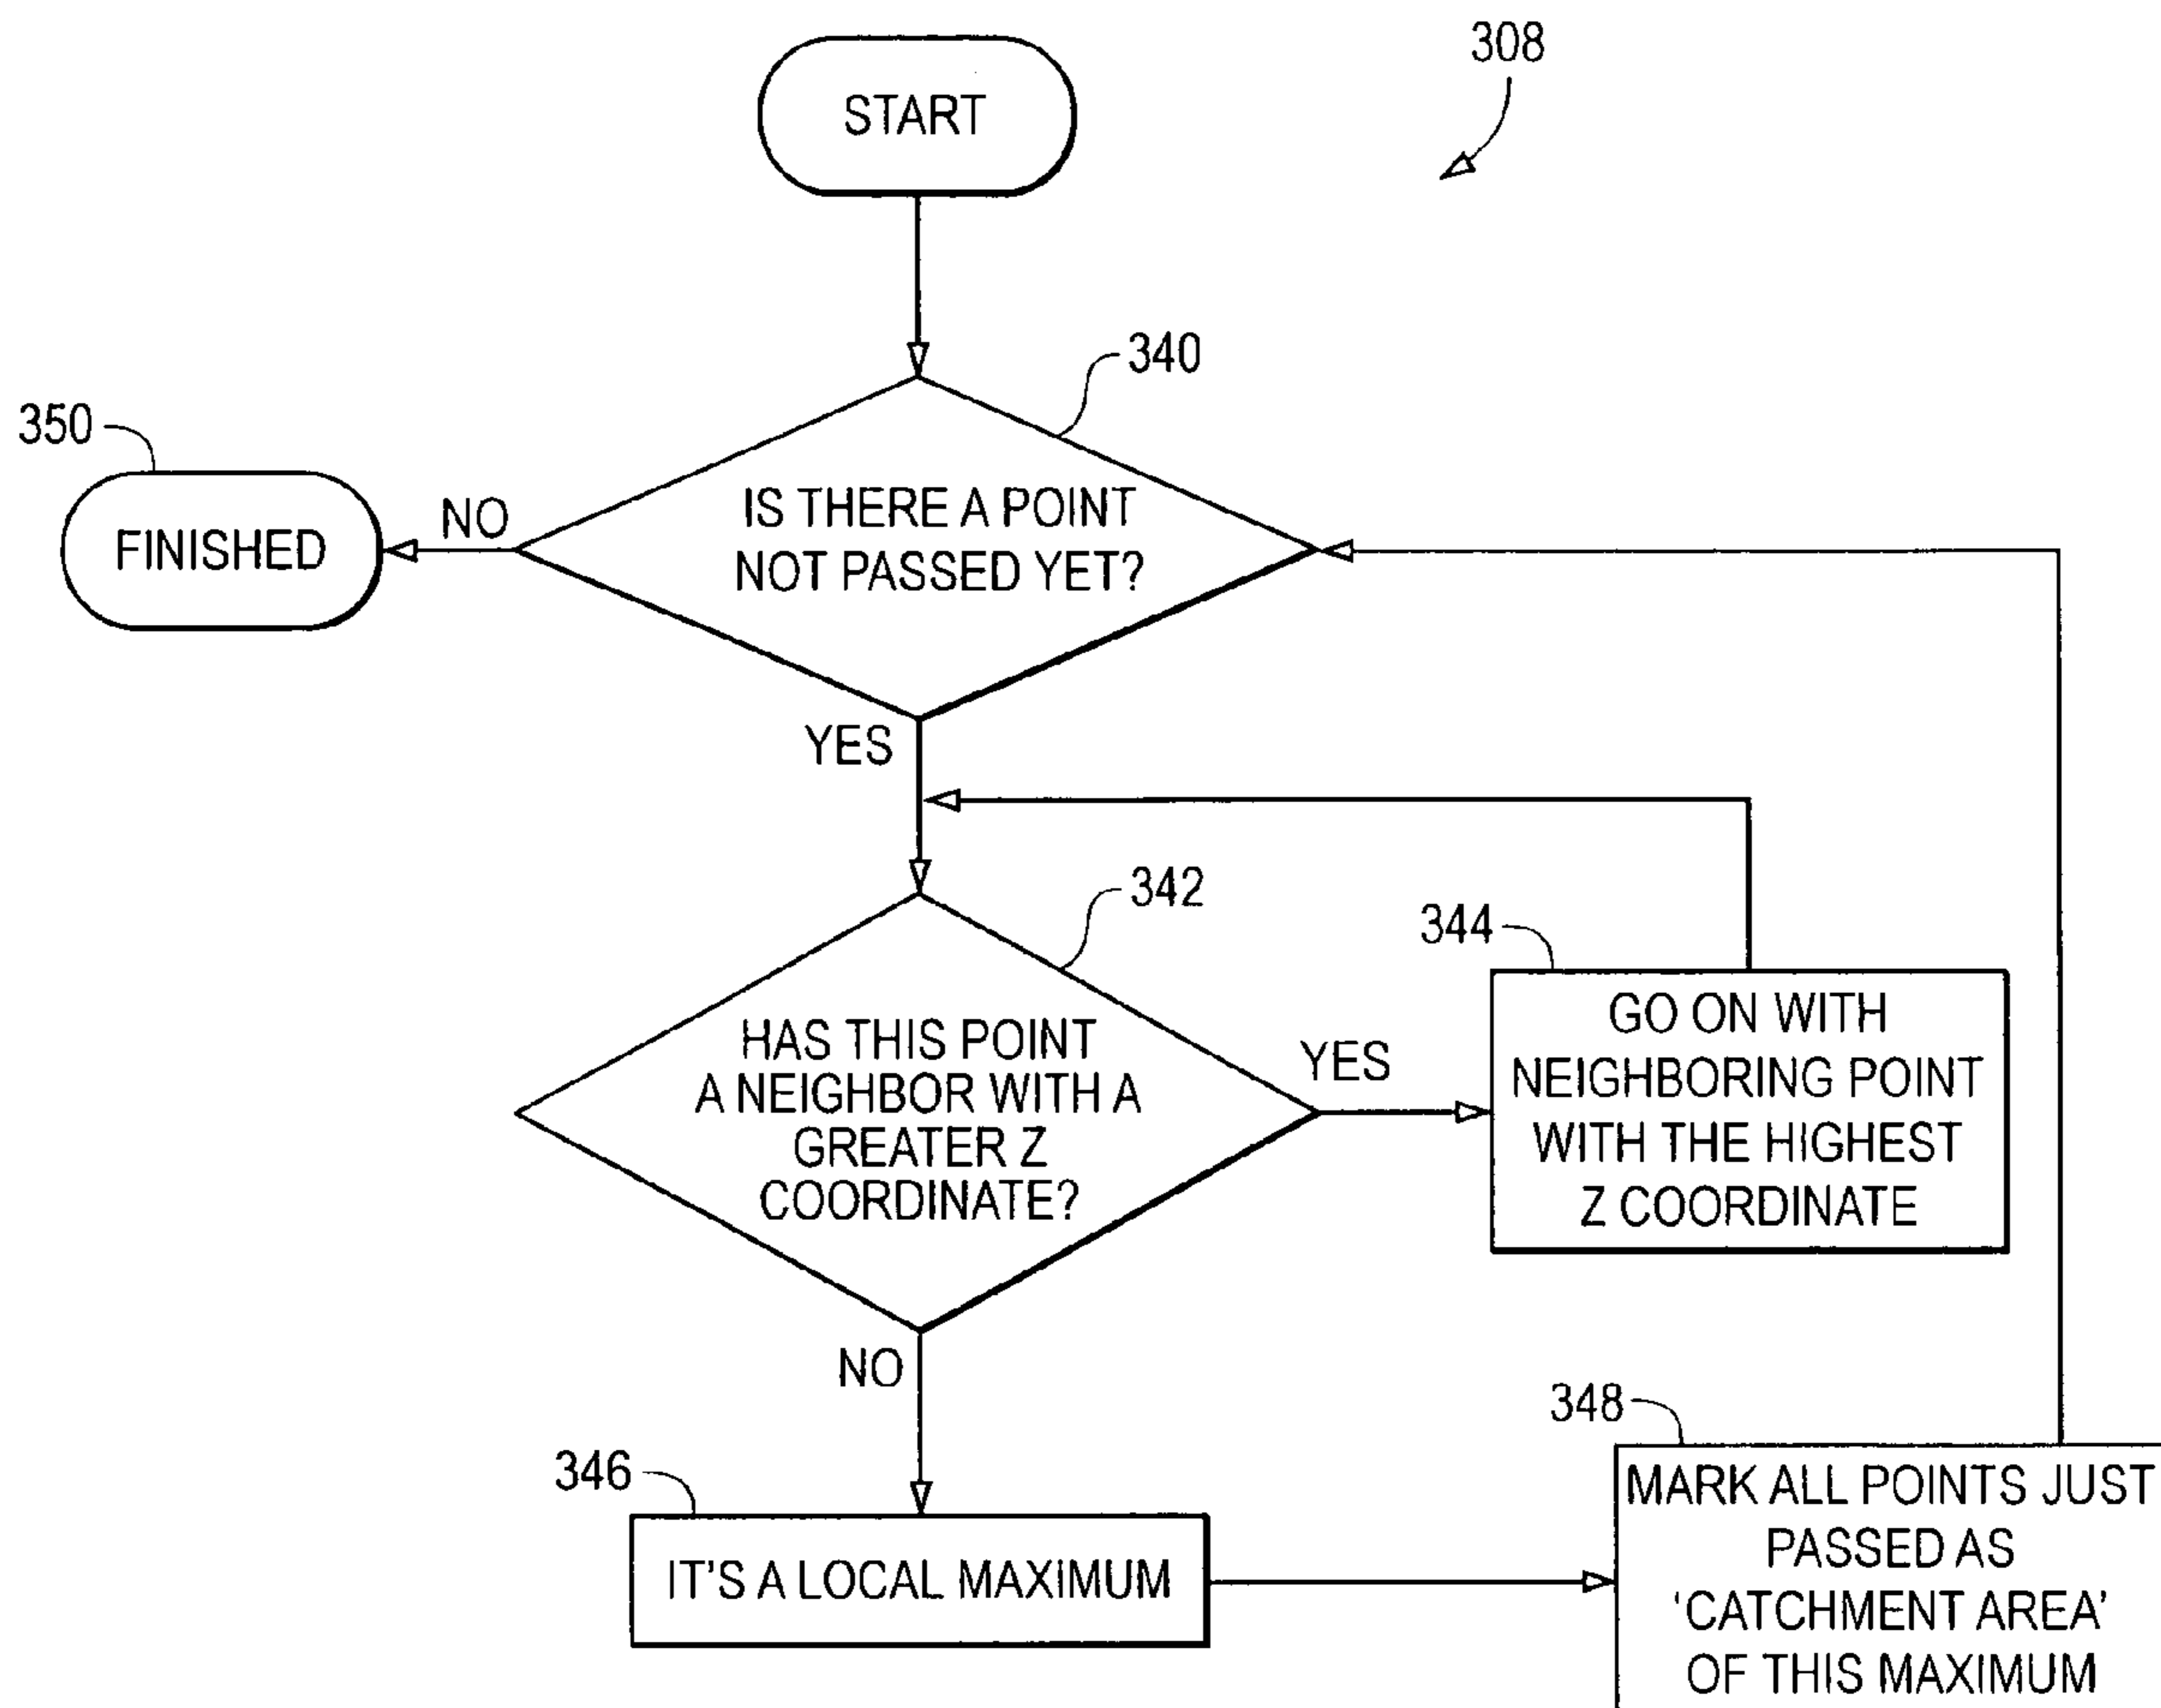 308
START
340
350
FINISHED
NO
IS THERE A POINT
NOT PASSED YET?
YES
342
344
HAS THIS POINT
A NEIGHBOR WITH A
GREATER Z
COORDINATE?
YES
GO ON WITH
NEIGHBORING POINT
WITH THE HIGHEST
Z COORDINATE
NO
346
IT'S A LOCAL MAXIMUM
348
MARK ALL POINTS JUST
PASSED AS
'CATCHMENT AREA'
OF THIS MAXIMUM